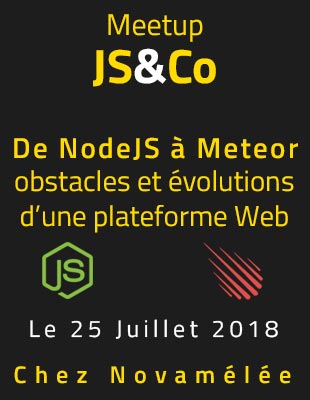 Meetup
JS&Co
De NodeJS à Meteor
obstacles et évolutions
d'une plateforme Web
JS
Le 25 Juillet 2018
Chez Novamélée